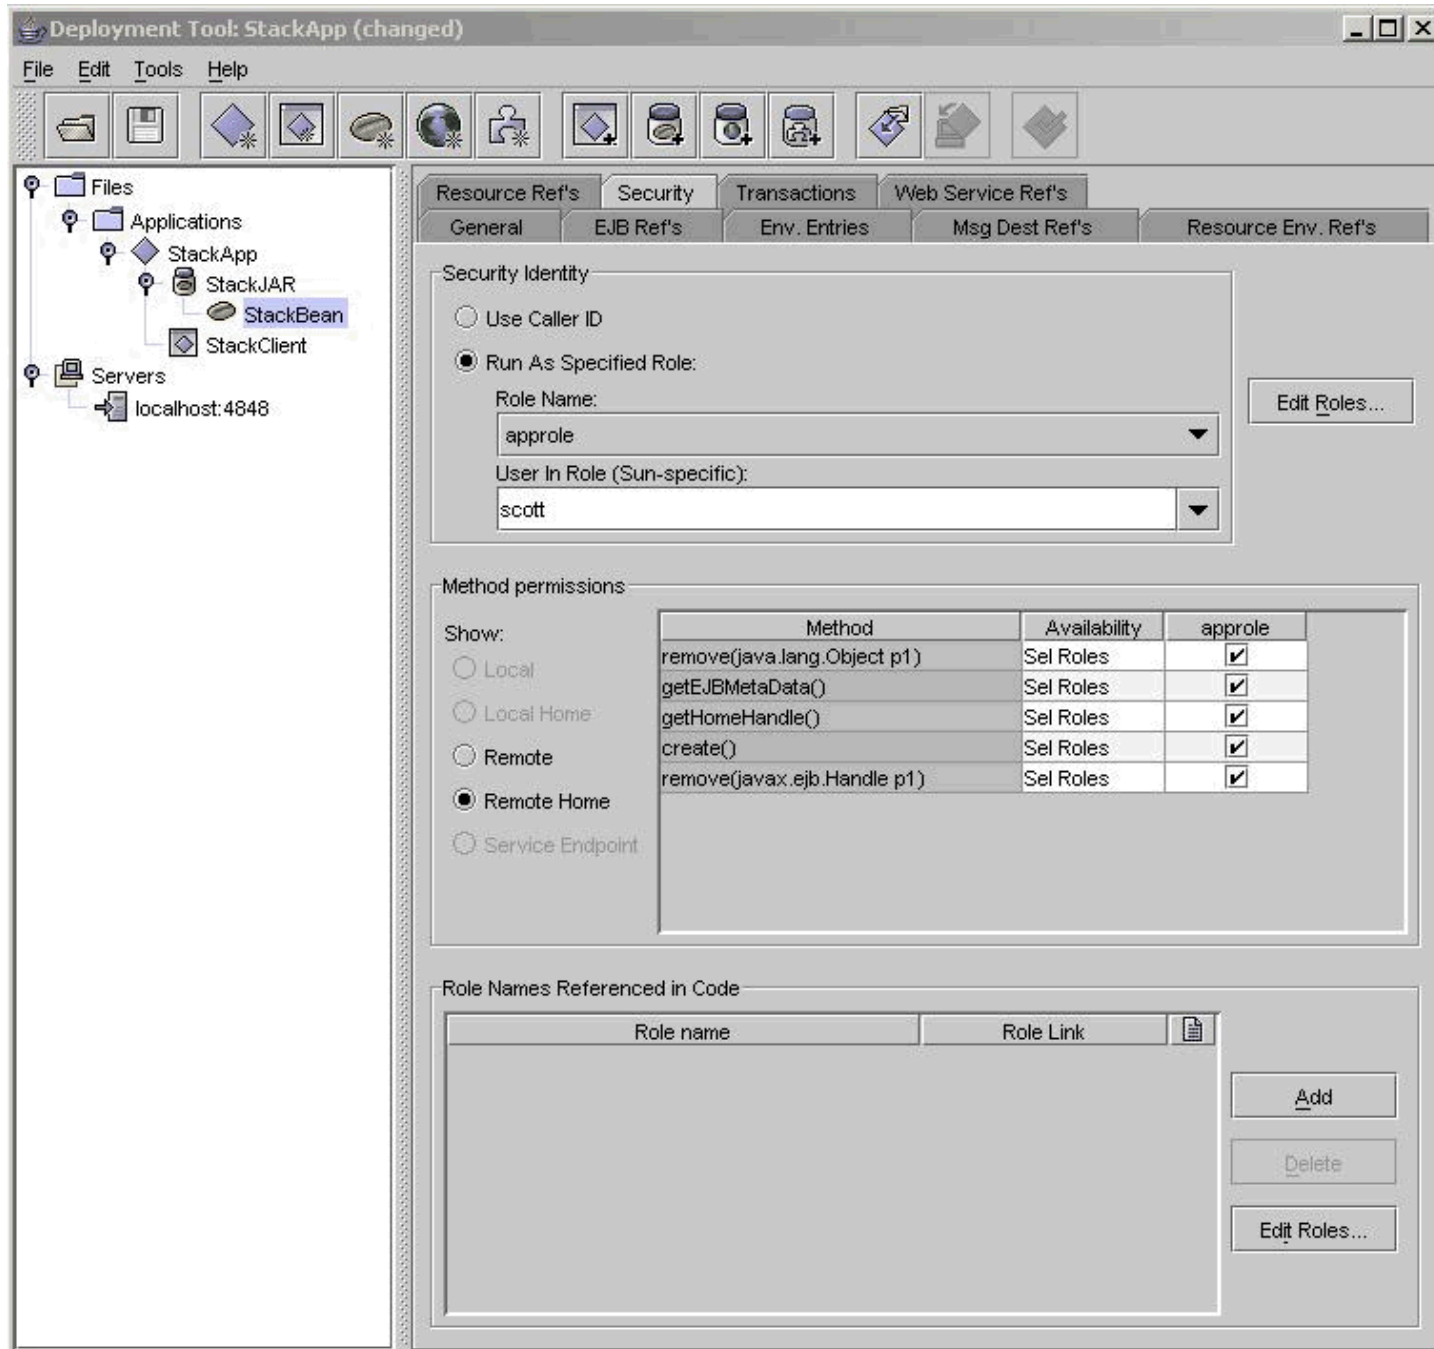 Deployment Tool: StackApp (changed)
File Edit Tools Help
Files
Applications
StackApp
StackJAR
StackBean
StackClient
Servers
localhost:4848
Resource Ref's Security Transactions Web Service Ref's
General EJB Ref's Env. Entries Msg Dest Ref's Resource Env. Ref's
Security Identity
Use Caller ID
Run As Specified Role:
Role Name:
approle
User In Role (Sun-specific):
scott
Edit Roles...
Method permissions
Show:
Local
Local Home
Remote
Remote Home
Service Endpoint
Method Availability approle
remove(java.lang.Object p1) Sel Roles
getEJBMetaData() Sel Roles
getHomeHandle() Sel Roles
create() Sel Roles
remove(javax.ejb.Handle p1) Sel Roles
Role Names Referenced in Code
Role name Role Link
Add
Delete
Edit Roles...